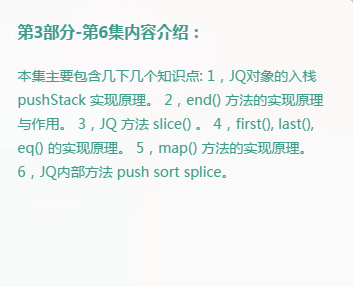 第3部分-第6集内容介绍：
本集主要包含几下几个知识点: 1，JQ对象的入栈
pushStack 实现原理。 2，end() 方法的实现原理
与作用。 3，JQ 方法 slice() 。 4，first(), last(),
eq() 的实现原理。 5，map() 方法的实现原理。
6，JQ内部方法 push sort splice。